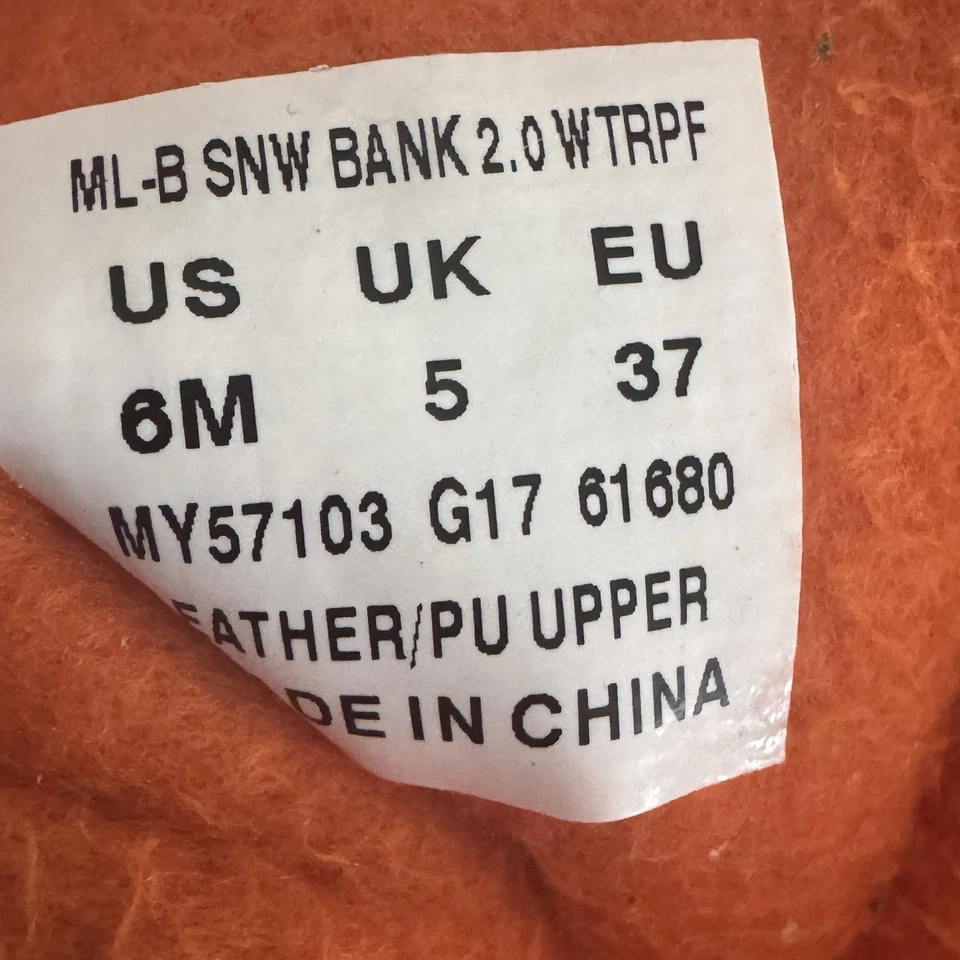 ML-B SNW BANK 2.0 WTRPF
US UK EU
6M 5 37
MY57103 G17 61680
EATHER/PU UPPER
DE IN CHINA